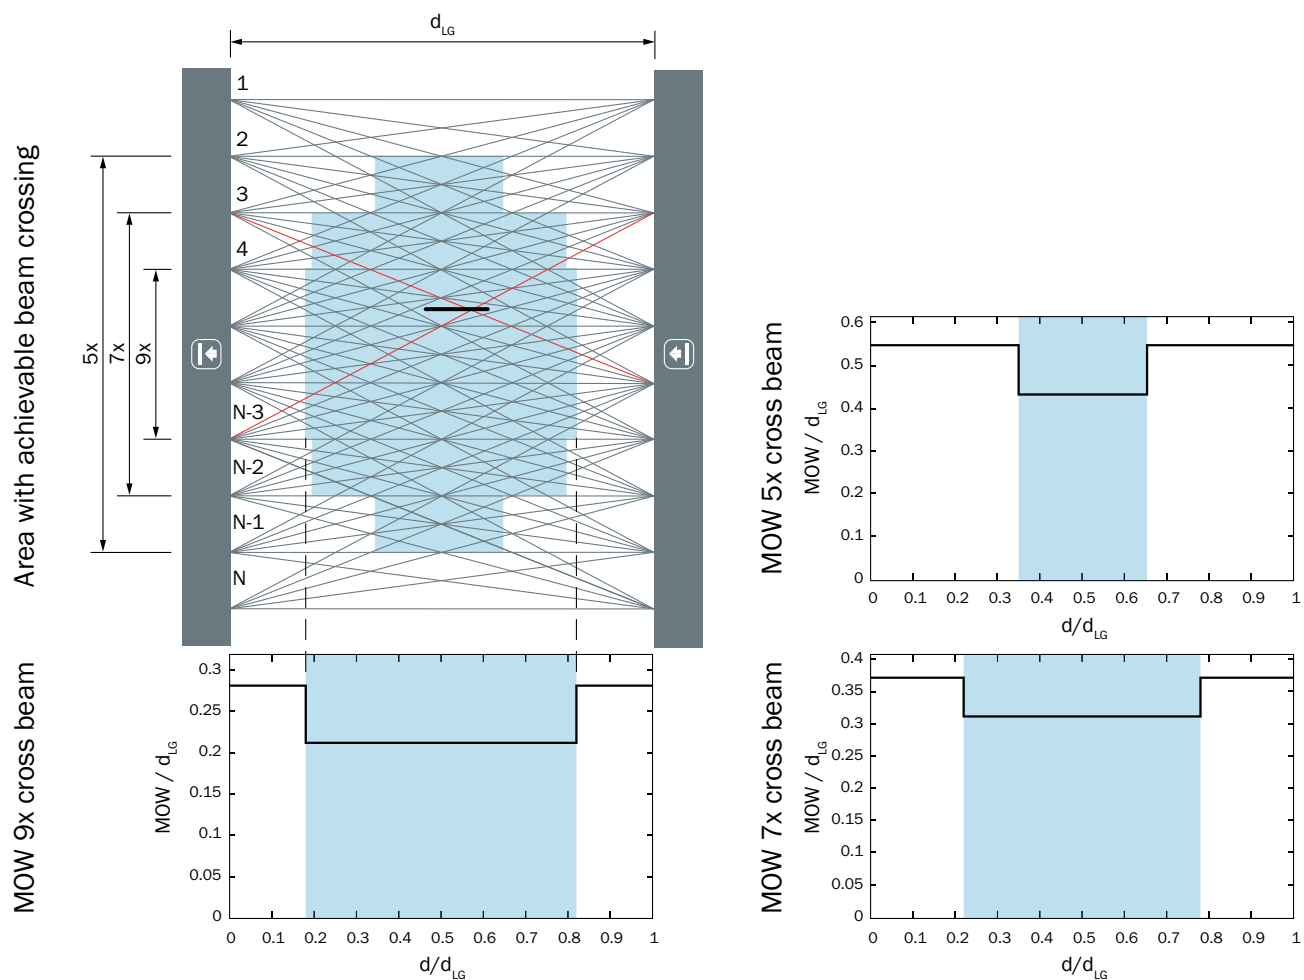 d_LG
Area with achievable beam crossing
5x
7x
9x
1
2
3
4
N-3
N-2
N-1
N
MOW 5x cross beam
MOW / d_LG
0.6
0.5
0.4
0.3
0.2
0.1
0
0 0.1 0.2 0.3 0.4 0.5 0.6 0.7 0.8 0.9 1
d/d_LG
MOW 9x cross beam
MOW / d_LG
0.3
0.25
0.2
0.15
0.1
0.05
0
0 0.1 0.2 0.3 0.4 0.5 0.6 0.7 0.8 0.9 1
d/d_LG
MOW 7x cross beam
MOW / d_LG
0.4
0.35
0.3
0.25
0.2
0.15
0.1
0.05
0
0 0.1 0.2 0.3 0.4 0.5 0.6 0.7 0.8 0.9 1
d/d_LG